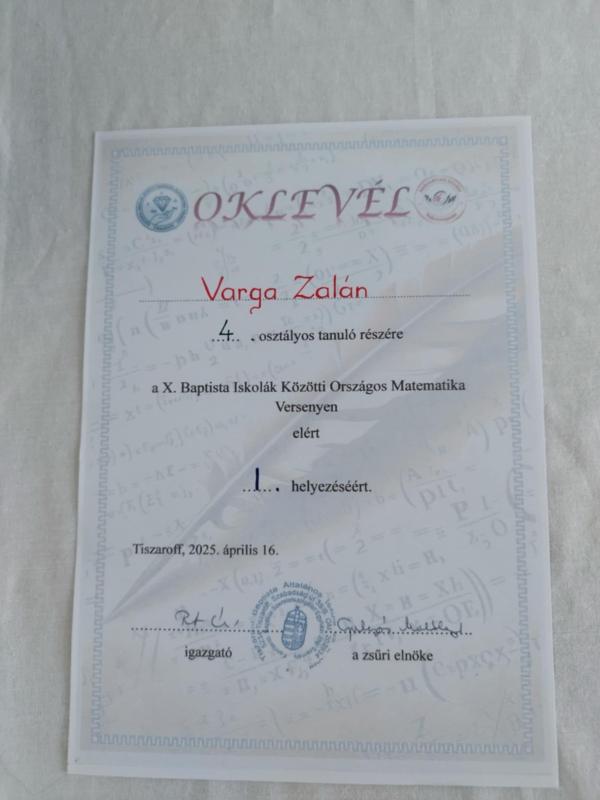 OKLEVÉL
Varga Zalán
4. osztályos tanuló részére
a X. Baptista Iskolák Közötti Országos Matematika
Versenyen
elért
I. helyezéséért.
Tiszaroff, 2025. április 16.
igazgató
a zsűri elnöke